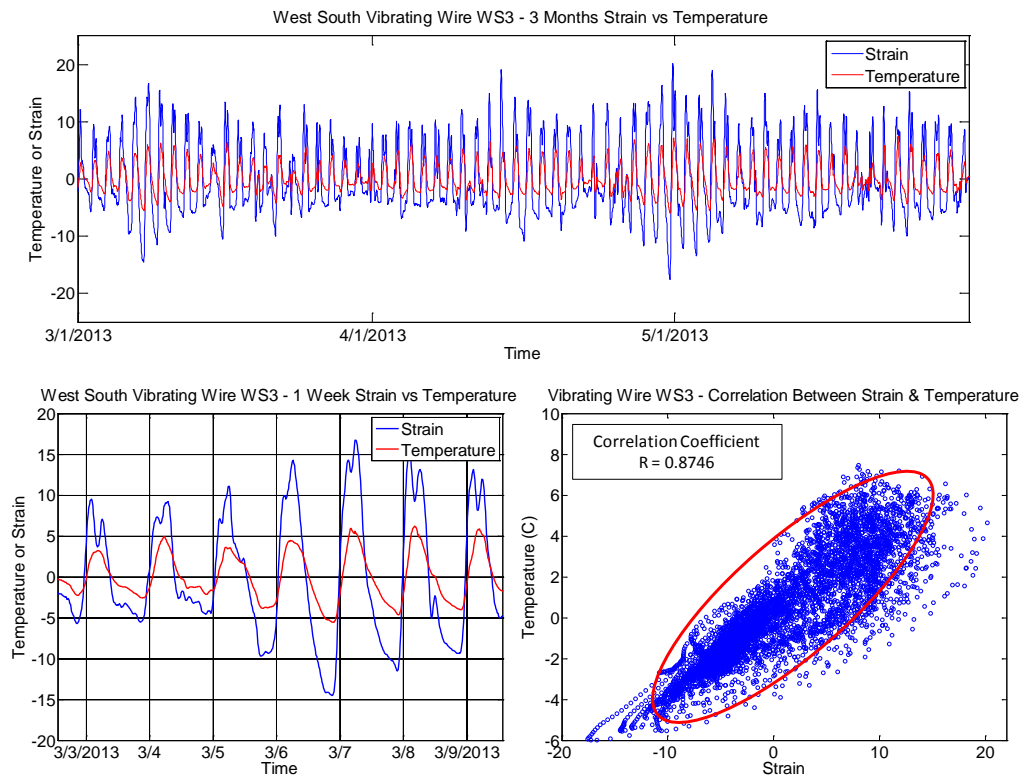 West South Vibrating Wire WS3 - 3 Months Strain vs Temperature
Strain
Temperature
Temperature or Strain
20
10
0
-10
-20
3/1/2013
4/1/2013
5/1/2013
Time
West South Vibrating Wire WS3 - 1 Week Strain vs Temperature
Strain
Temperature
Temperature or Strain
20
15
10
5
0
-5
-10
-15
-20
3/3/2013
3/4
3/5
3/6
3/7
3/8
3/9/2013
Time
Vibrating Wire WS3 - Correlation Between Strain & Temperature
Correlation Coefficient
R = 0.8746
Temperature (C)
10
8
6
4
2
0
-2
-4
-6
-20
-10
0
10
20
Strain